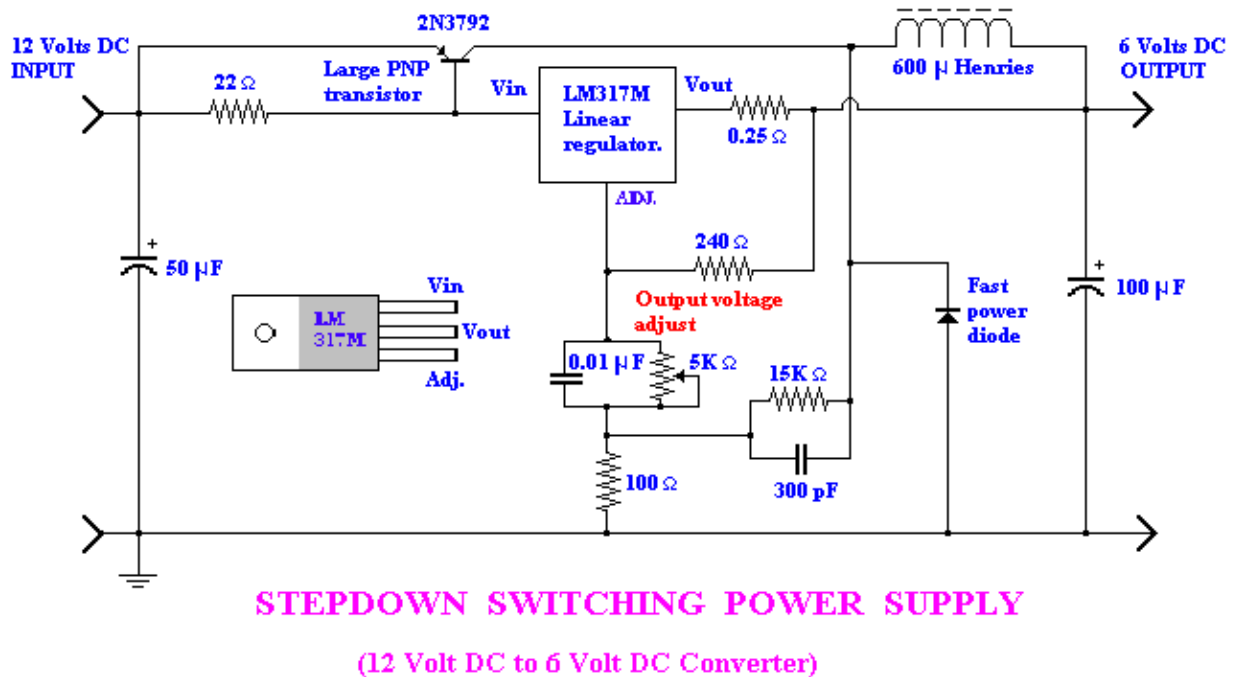 2N3792
12 Volts DC
INPUT
Large PNP
transistor
22 Ω
Vin
LM317M
Linear
regulator.
Vout
0.25 Ω
600 µ Henries
6 Volts DC
OUTPUT
ADJ.
+
50 µF
240 Ω
Output voltage
adjust
Vin
LM
317M
Vout
Adj.
0.01 µF
5K Ω
15K Ω
300 pF
100 Ω
Fast
power
diode
+
100 µF
STEPDOWN SWITCHING POWER SUPPLY
(12 Volt DC to 6 Volt DC Converter)